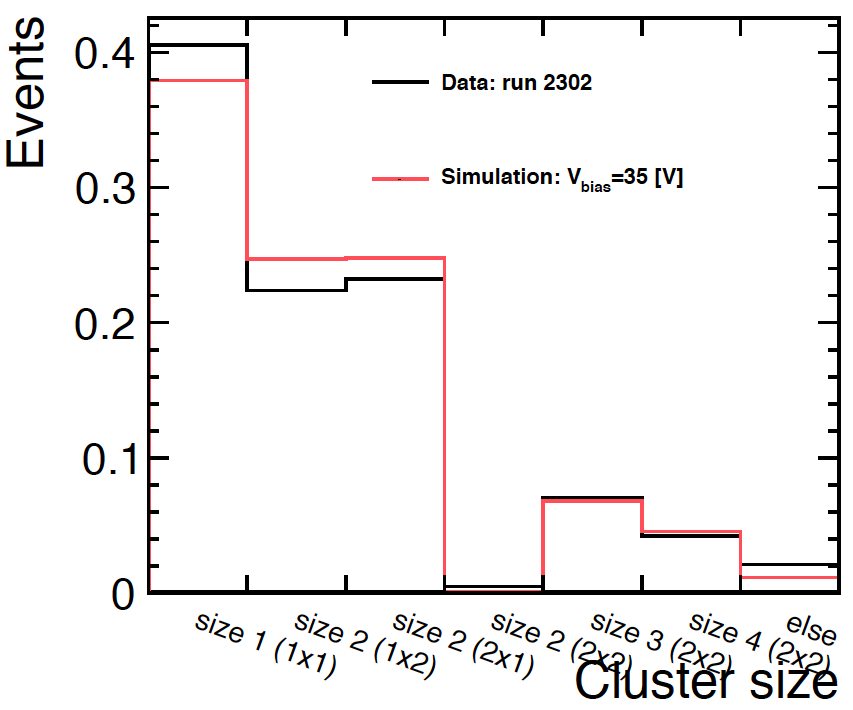 Events
0.4
0.3
0.2
0.1
0
Data: run 2302
Simulation: Vbias=35 [V]
size 1 (1x1)
size 2 (1x2)
size 2 (2x1)
size 2 (2x2)
size 3 (2x2)
size 4 (2x2)
else
Cluster size